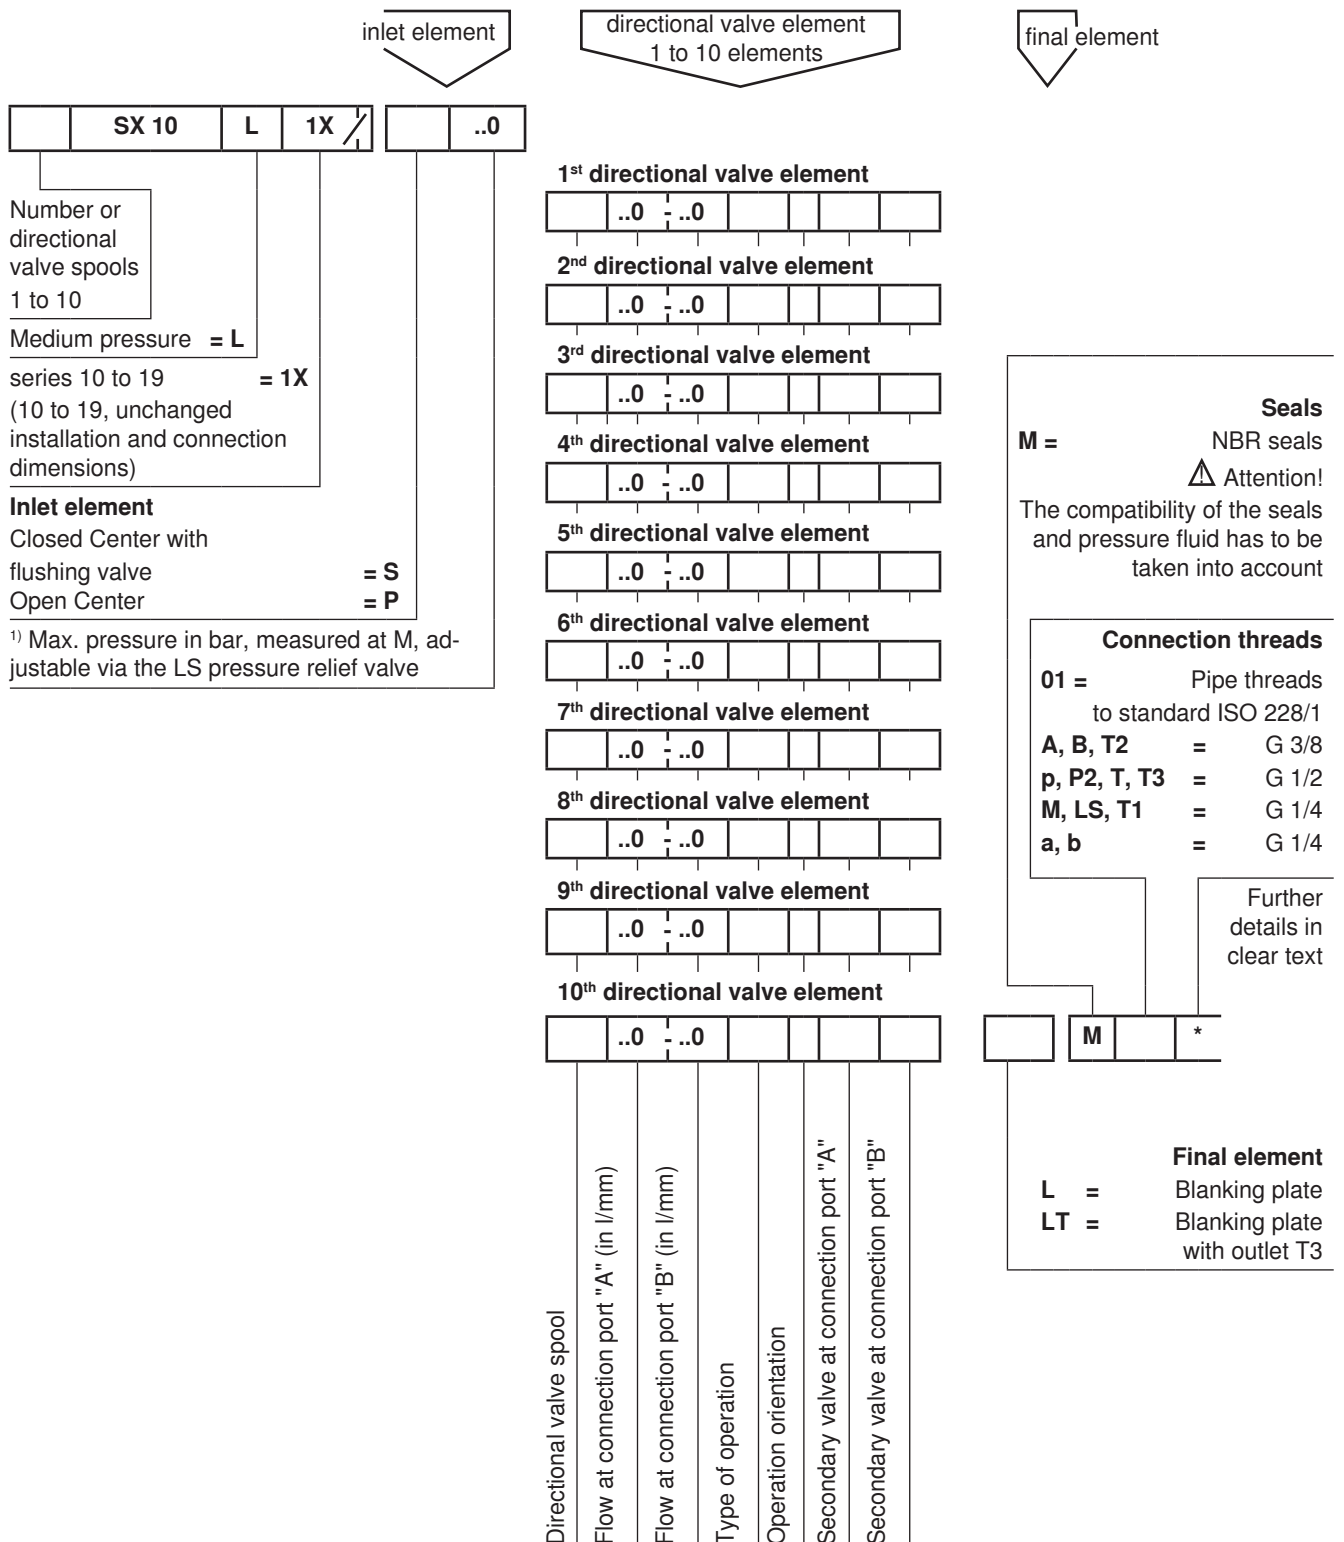 inlet element
directional valve element
1 to 10 elements
final element
SX 10 L 1X / ..0
Number or
directional
valve spools
1 to 10
Medium pressure = L
series 10 to 19 = 1X
(10 to 19, unchanged
installation and connection
dimensions)
Inlet element
Closed Center with
flushing valve = S
Open Center = P
1) Max. pressure in bar, measured at M, ad-
justable via the LS pressure relief valve
1st directional valve element
..0 - ..0
2nd directional valve element
..0 - ..0
3rd directional valve element
..0 - ..0
4th directional valve element
..0 - ..0
5th directional valve element
..0 - ..0
6th directional valve element
..0 - ..0
7th directional valve element
..0 - ..0
8th directional valve element
..0 - ..0
9th directional valve element
..0 - ..0
10th directional valve element
..0 - ..0
Directional valve spool
Flow at connection port "A" (in l/mm)
Flow at connection port "B" (in l/mm)
Type of operation
Operation orientation
Secondary valve at connection port "A"
Secondary valve at connection port "B"
Seals
M = NBR seals
⚠ Attention!
The compatibility of the seals
and pressure fluid has to be
taken into account
Connection threads
01 = Pipe threads
to standard ISO 228/1
A, B, T2 = G 3/8
p, P2, T, T3 = G 1/2
M, LS, T1 = G 1/4
a, b = G 1/4
Further
details in
clear text
M *
Final element
L = Blanking plate
LT = Blanking plate
with outlet T3